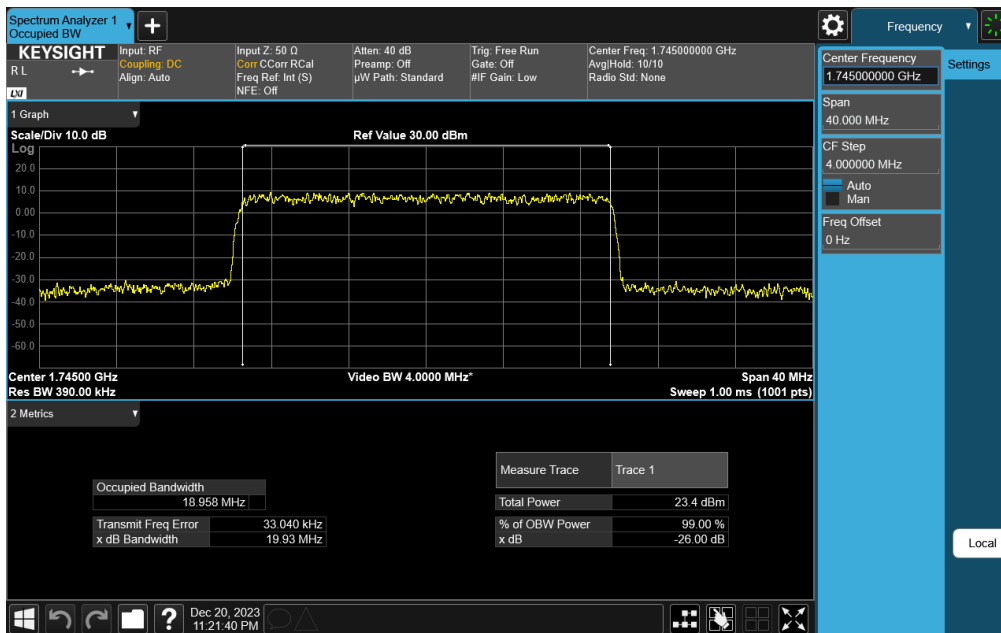 Spectrum Analyzer 1
Occupied BW
Frequency
KEYSIGHT
R L
LXI
Input: RF
Coupling: DC
Align: Auto
Input Z: 50 Ω
Corr CCorr RCal
Freq Ref: Int (S)
NFE: Off
Atten: 40 dB
Preamp: Off
µW Path: Standard
Trig: Free Run
Gate: Off
#IF Gain: Low
Center Freq: 1.745000000 GHz
Avg|Hold: 10/10
Radio Std: None
1 Graph
Scale/Div 10.0 dB
Ref Value 30.00 dBm
Log
20.0
10.0
0.00
-10.0
-20.0
-30.0
-40.0
-50.0
-60.0
Center 1.74500 GHz
Video BW 4.0000 MHz*
Span 40 MHz
Res BW 390.00 kHz
Sweep 1.00 ms (1001 pts)
2 Metrics
Occupied Bandwidth
18.958 MHz
Transmit Freq Error 33.040 kHz
x dB Bandwidth 19.93 MHz
Measure Trace Trace 1
Total Power 23.4 dBm
% of OBW Power 99.00 %
x dB -26.00 dB
Center Frequency
1.745000000 GHz
Span
40.000 MHz
CF Step
4.000000 MHz
Auto
Man
Freq Offset
0 Hz
Settings
Local
?
Dec 20, 2023
11:21:40 PM